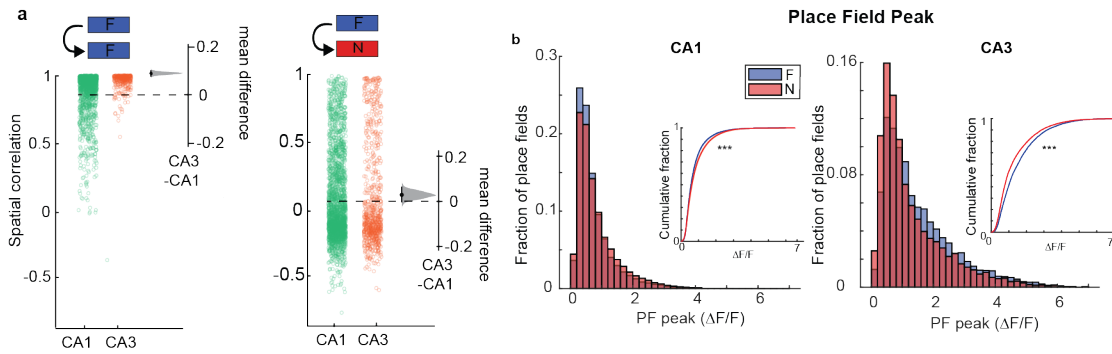 a
F
F
Spatial correlation
1
0.5
0
-0.5
CA1 CA3
0.2
0
-0.2
mean difference
CA3
-CA1
F
N
1
0.5
0
-0.5
CA1 CA3
0.2
0
-0.2
mean difference
CA3
-CA1
Place Field Peak
b
CA1
Fraction of place fields
0.3
0.2
0.1
0
0 2 4 6
PF peak (ΔF/F)
F
N
Cumulative fraction
1
0
0 7
ΔF/F
***
CA3
Fraction of place fields
0.16
0.08
0
0 2 4 6
PF peak (ΔF/F)
Cumulative fraction
1
0
0 7
ΔF/F
***